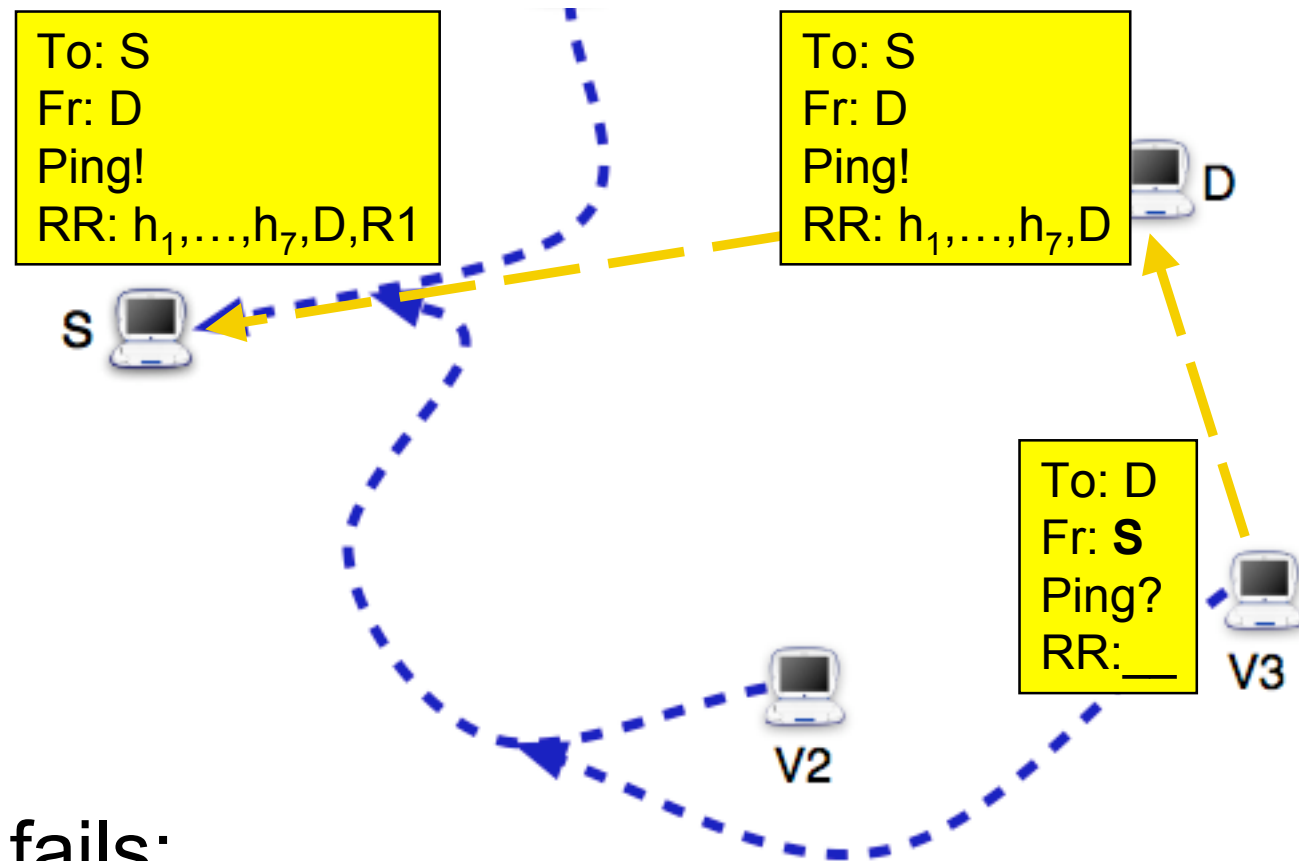 To: S
Fr: D
Ping!
RR: h₁,…,h₇,D,R1
To: S
Fr: D
Ping!
RR: h₁,…,h₇,D
D
S
To: D
Fr: S
Ping?
RR:__
V3
V2
fails: